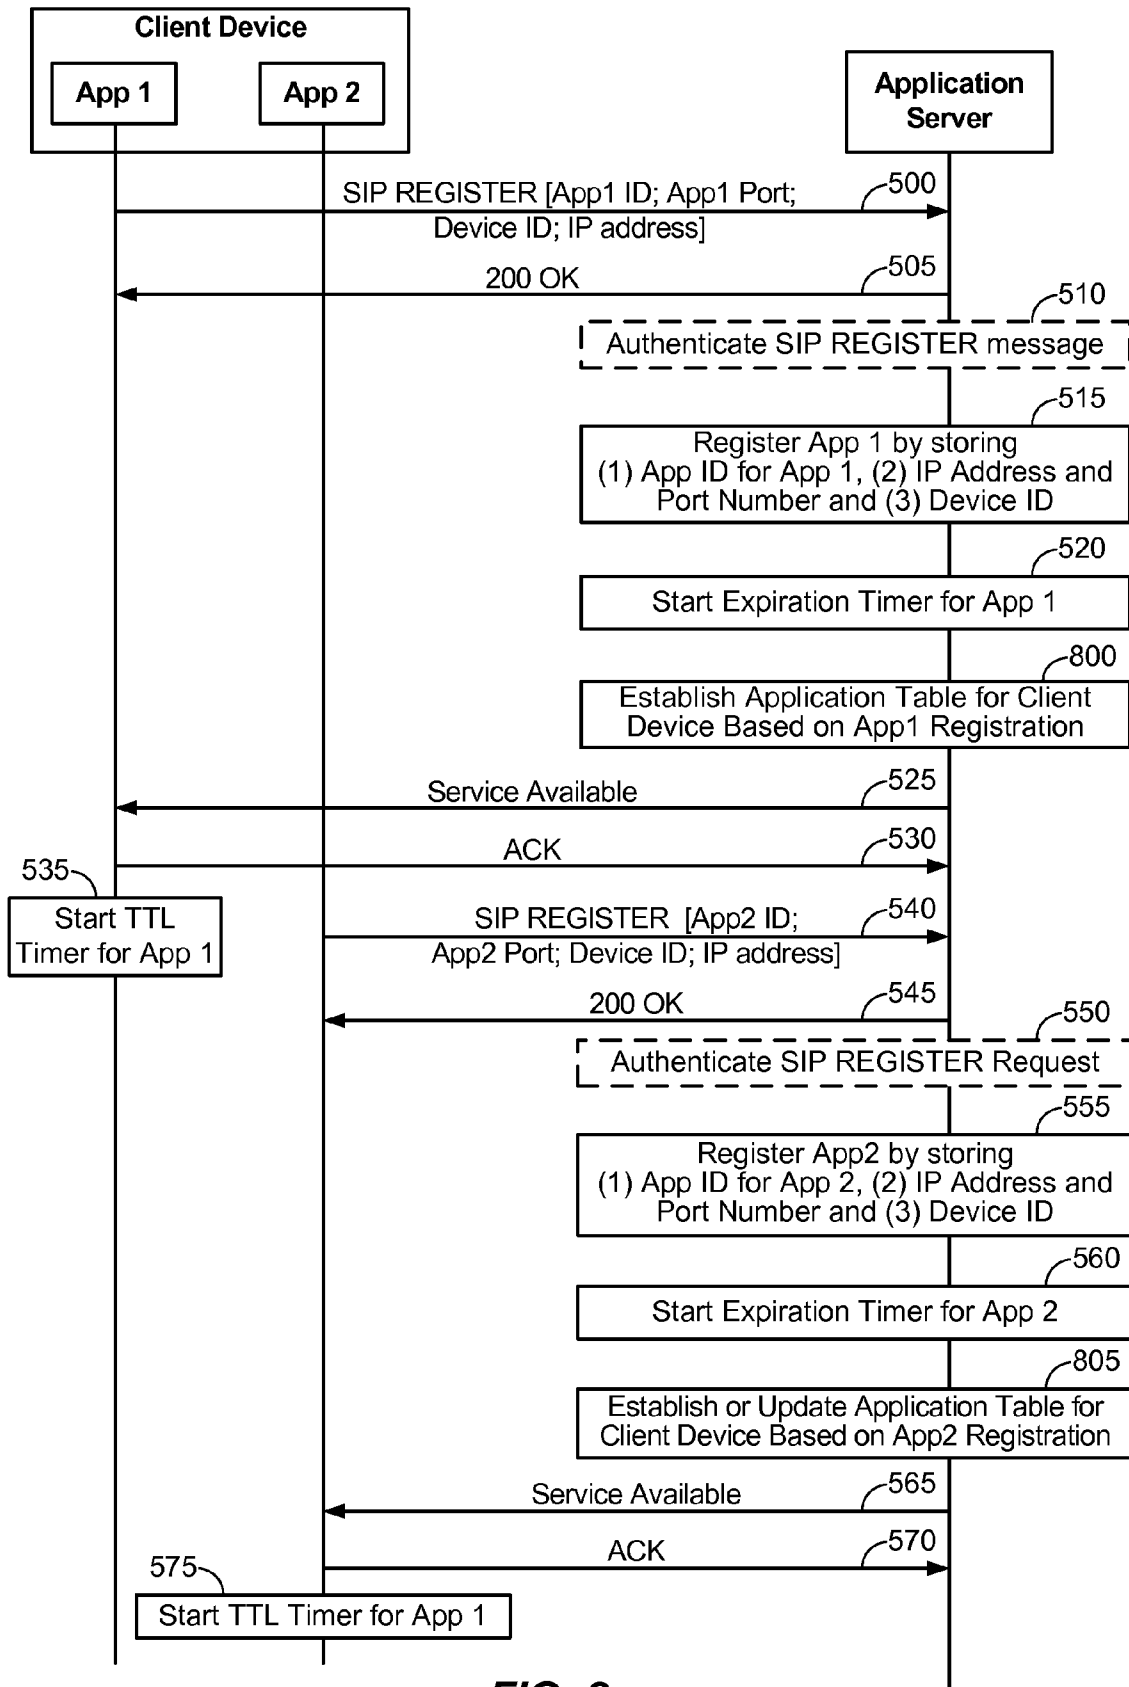 Client Device
App 1
App 2
Application
Server
SIP REGISTER [App1 ID; App1 Port;
Device ID; IP address]
500
200 OK
505
510
Authenticate SIP REGISTER message
515
Register App 1 by storing
(1) App ID for App 1, (2) IP Address and
Port Number and (3) Device ID
520
Start Expiration Timer for App 1
800
Establish Application Table for Client
Device Based on App1 Registration
Service Available
525
ACK
530
535
Start TTL
Timer for App 1
SIP REGISTER [App2 ID;
App2 Port; Device ID; IP address]
540
200 OK
545
550
Authenticate SIP REGISTER Request
555
Register App2 by storing
(1) App ID for App 2, (2) IP Address and
Port Number and (3) Device ID
560
Start Expiration Timer for App 2
805
Establish or Update Application Table for
Client Device Based on App2 Registration
Service Available
565
ACK
570
575
Start TTL Timer for App 1
FIG.